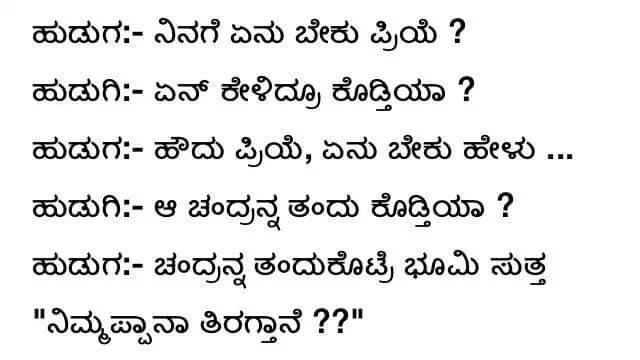 ಹುಡುಗ:- ನಿನಗೆ ಏನು ಬೇಕು ಪ್ರಿಯೆ ?
ಹುಡುಗಿ:- ಏನ್ ಕೇಳಿದ್ರೂ ಕೊಡ್ತಿಯಾ ?
ಹುಡುಗ:- ಹೌದು ಪ್ರಿಯೆ, ಏನು ಬೇಕು ಹೇಳು ...
ಹುಡುಗಿ:- ಆ ಚಂದ್ರನ್ನ ತಂದು ಕೊಡ್ತಿಯಾ ?
ಹುಡುಗ:- ಚಂದ್ರನ್ನ ತಂದುಕೊಟ್ರಿ ಭೂಮಿ ಸುತ್ತ
"ನಿಮ್ಮಪ್ಪಾನಾ ತಿರಗ್ತಾನೆ ??"